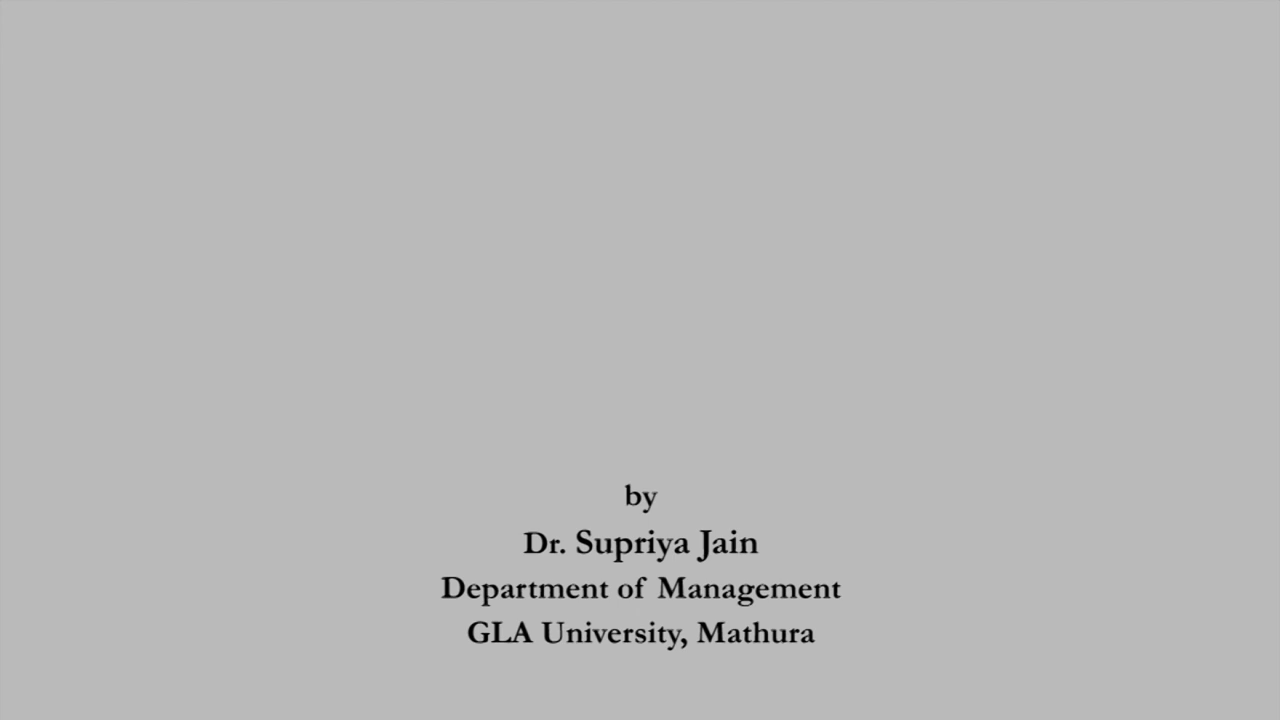 by
Dr. Supriya Jain
Department of Management
GLA University, Mathura